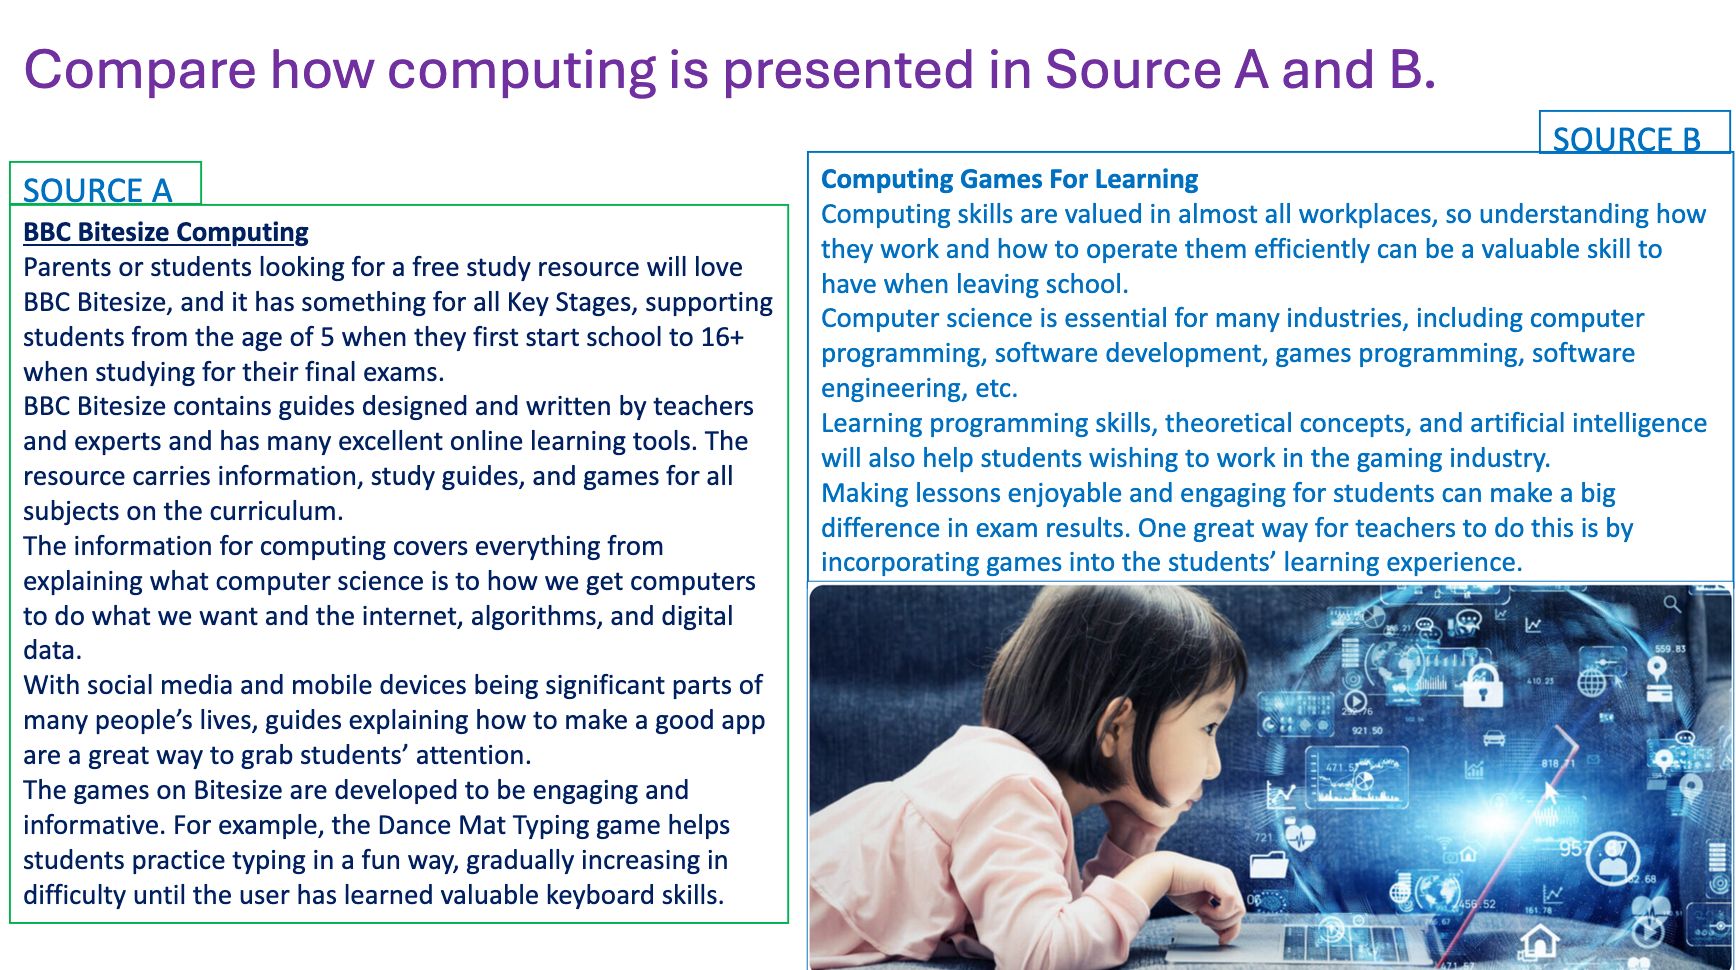 Compare how computing is presented in Source A and B.
SOURCE A
BBC Bitesize Computing
Parents or students looking for a free study resource will love
BBC Bitesize, and it has something for all Key Stages, supporting
students from the age of 5 when they first start school to 16+
when studying for their final exams.
BBC Bitesize contains guides designed and written by teachers
and experts and has many excellent online learning tools. The
resource carries information, study guides, and games for all
subjects on the curriculum.
The information for computing covers everything from
explaining what computer science is to how we get computers
to do what we want and the internet, algorithms, and digital
data.
With social media and mobile devices being significant parts of
many people’s lives, guides explaining how to make a good app
are a great way to grab students’ attention.
The games on Bitesize are developed to be engaging and
informative. For example, the Dance Mat Typing game helps
students practice typing in a fun way, gradually increasing in
difficulty until the user has learned valuable keyboard skills.
SOURCE B
Computing Games For Learning
Computing skills are valued in almost all workplaces, so understanding how
they work and how to operate them efficiently can be a valuable skill to
have when leaving school.
Computer science is essential for many industries, including computer
programming, software development, games programming, software
engineering, etc.
Learning programming skills, theoretical concepts, and artificial intelligence
will also help students wishing to work in the gaming industry.
Making lessons enjoyable and engaging for students can make a big
difference in exam results. One great way for teachers to do this is by
incorporating games into the students’ learning experience.
559.83
410.23
921.50
721
456.52
161.78